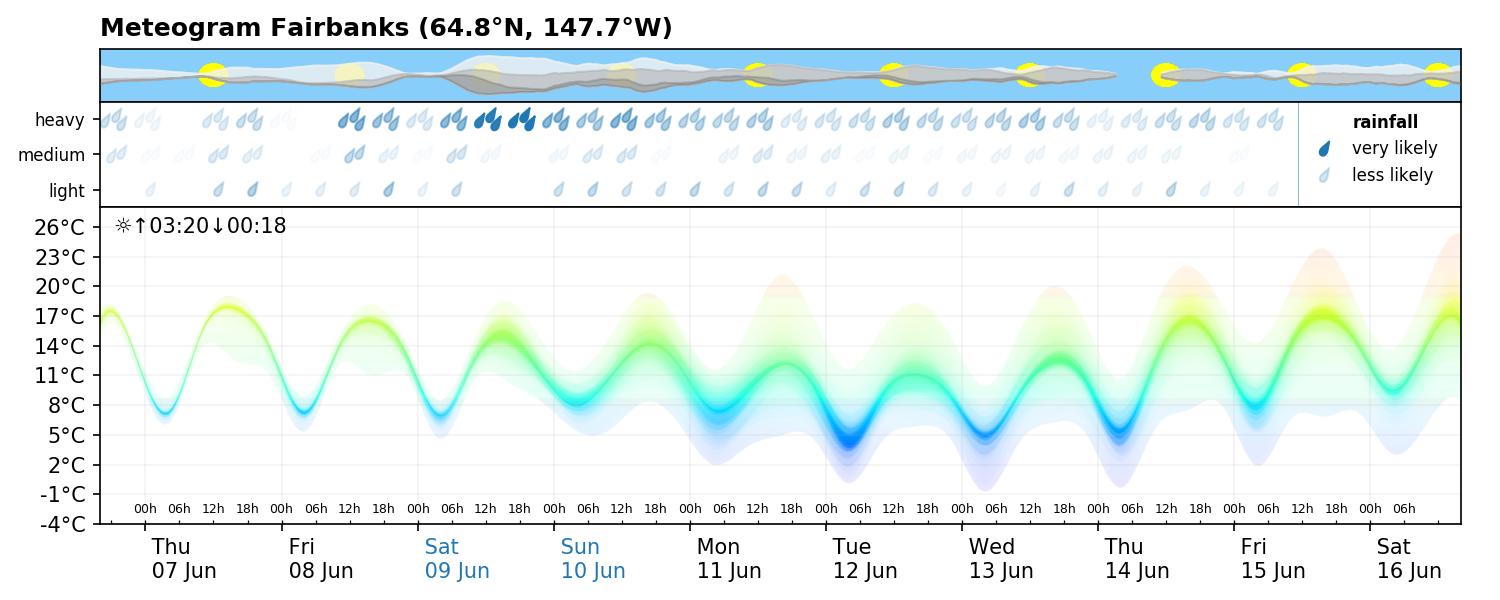 Meteogram Fairbanks (64.8°N, 147.7°W)
heavy
medium
light
rainfall
very likely
less likely
☼↑03:20↓00:18
26°C
23°C
20°C
17°C
14°C
11°C
8°C
5°C
2°C
-1°C
-4°C
00h 06h 12h 18h 00h 06h 12h 18h 00h 06h 12h 18h 00h 06h 12h 18h 00h 06h 12h 18h 00h 06h 12h 18h 00h 06h 12h 18h 00h 06h 12h 18h 00h 06h 12h 18h 00h 06h
Thu Fri Sat Sun Mon Tue Wed Thu Fri Sat
07 Jun 08 Jun 09 Jun 10 Jun 11 Jun 12 Jun 13 Jun 14 Jun 15 Jun 16 Jun